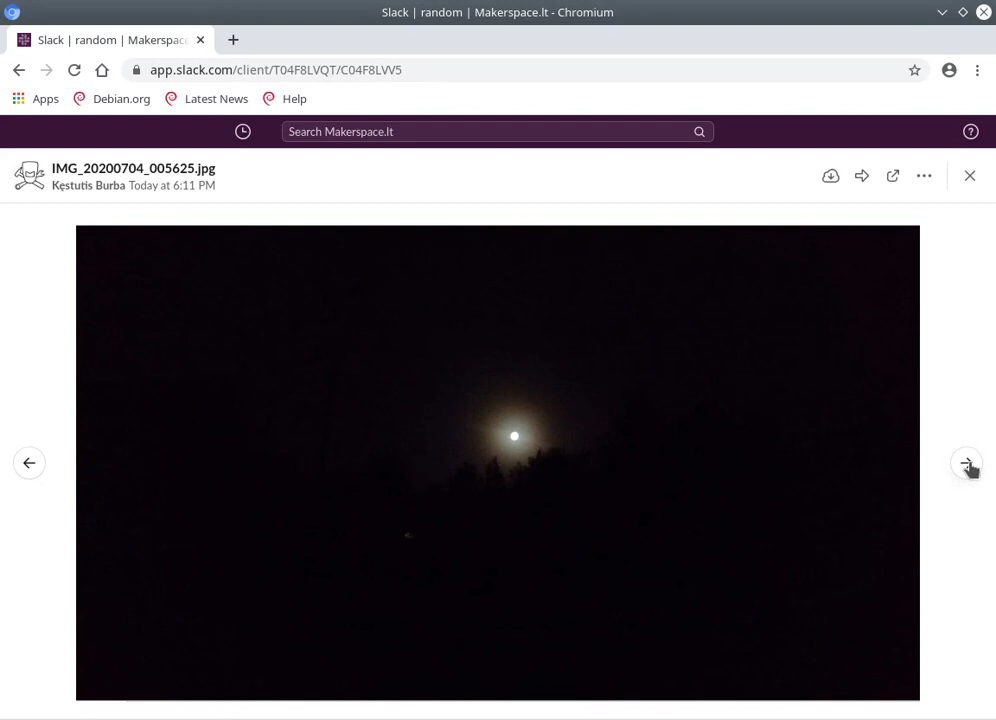 Slack | random | Makerspace.lt - Chromium
Slack | random | Makerspace
app.slack.com/client/T04F8LVQT/C04F8LVV5
Apps Debian.org Latest News Help
Search Makerspace.lt
IMG_20200704_005625.jpg
Kęstutis Burba Today at 6:11 PM